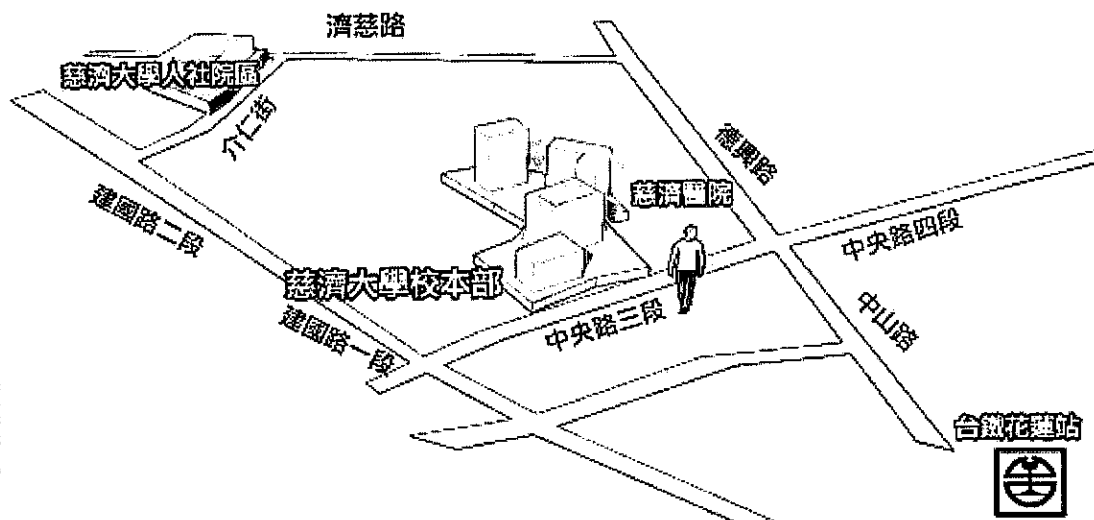 濟慈路
慈濟大學人社院區
介仁街
德興路
慈濟醫院
建國路二段
中央路四段
慈濟大學校本部
中山路
建國路一段
中央路三段
台鐵花蓮站